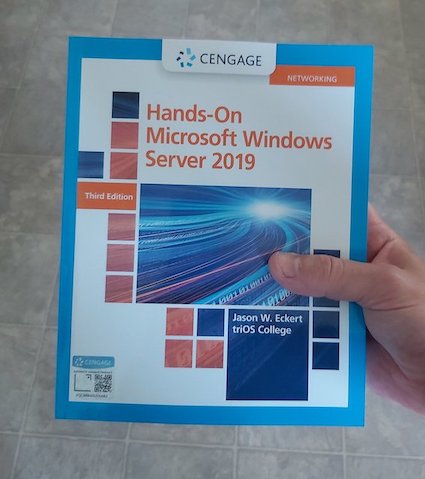 CENGAGE
NETWORKING
Hands-On
Microsoft Windows
Server 2019
Third Edition
Jason W. Eckert
triOS College
CENGAGE